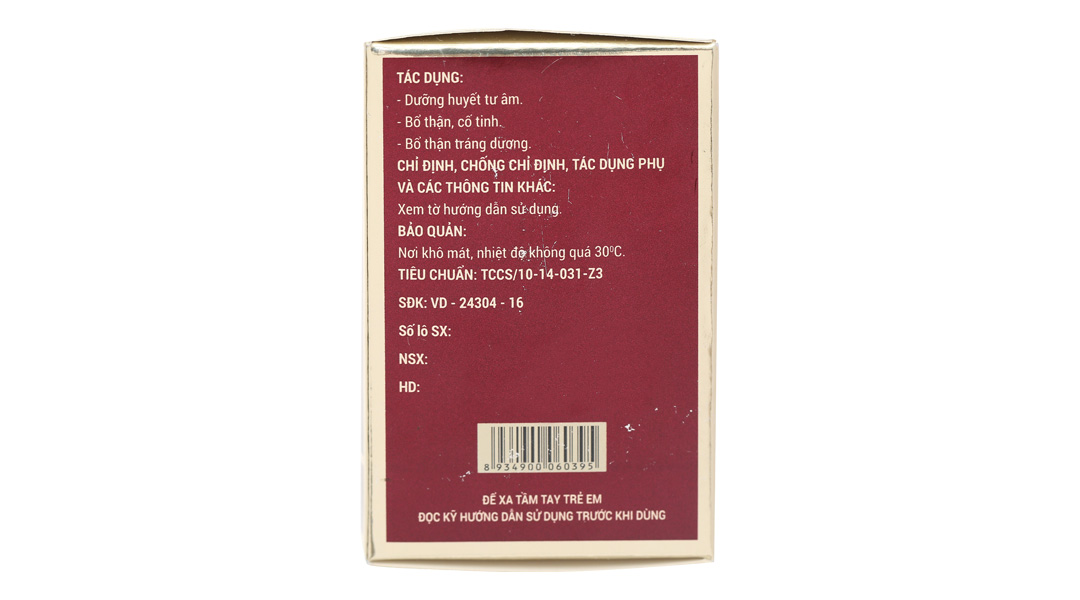 TÁC DỤNG:
- Dưỡng huyết tư âm.
- Bổ thận, cố tinh.
- Bổ thận tráng dương.
CHỈ ĐỊNH, CHỐNG CHỈ ĐỊNH, TÁC DỤNG PHỤ
VÀ CÁC THÔNG TIN KHÁC:
Xem tờ hướng dẫn sử dụng.
BẢO QUẢN:
Nơi khô mát, nhiệt độ không quá 30⁰C.
TIÊU CHUẨN: TCCS/10-14-031-Z3
SĐK: VD - 24304 - 16
Số lô SX:
NSX:
HD:
8 934900 060395
ĐỂ XA TẦM TAY TRẺ EM
ĐỌC KỸ HƯỚNG DẪN SỬ DỤNG TRƯỚC KHI DÙNG